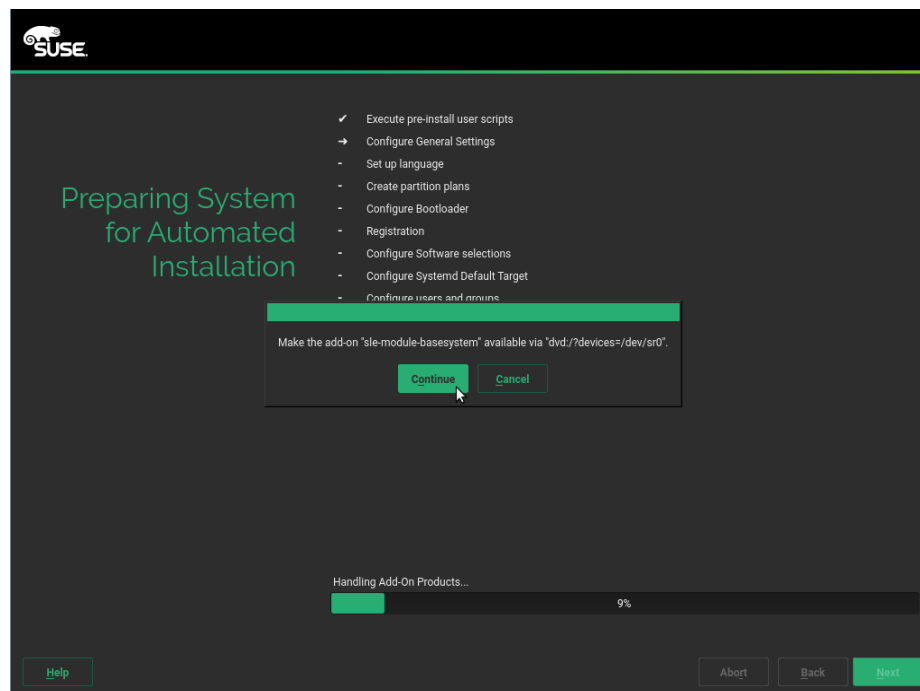 SUSE.
Preparing System
for Automated
Installation
✔ Execute pre-install user scripts
➔ Configure General Settings
- Set up language
- Create partition plans
- Configure Bootloader
- Registration
- Configure Software selections
- Configure Systemd Default Target
- Configure users and groups
Make the add-on "sle-module-basesystem" available via "dvd:/?devices=/dev/sr0".
Continue Cancel
Handling Add-On Products...
9%
Help Abort Back Next